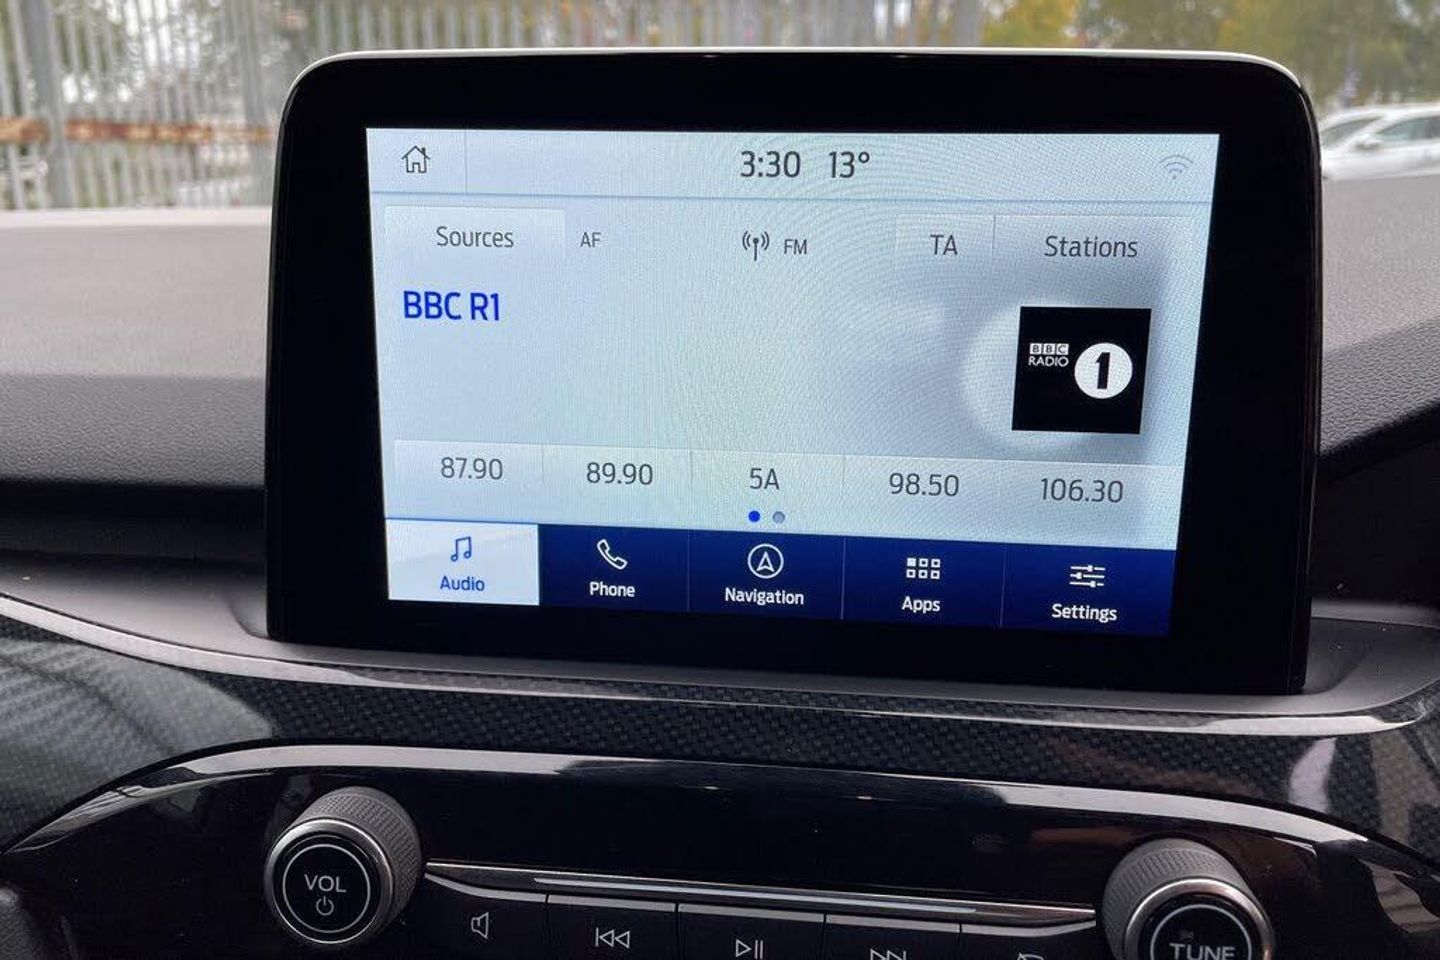 3:30 13°
Sources AF FM TA Stations
BBC R1
BBC
RADIO 1
87.90 89.90 5A 98.50 106.30
Audio Phone Navigation Apps Settings
VOL
TUNE